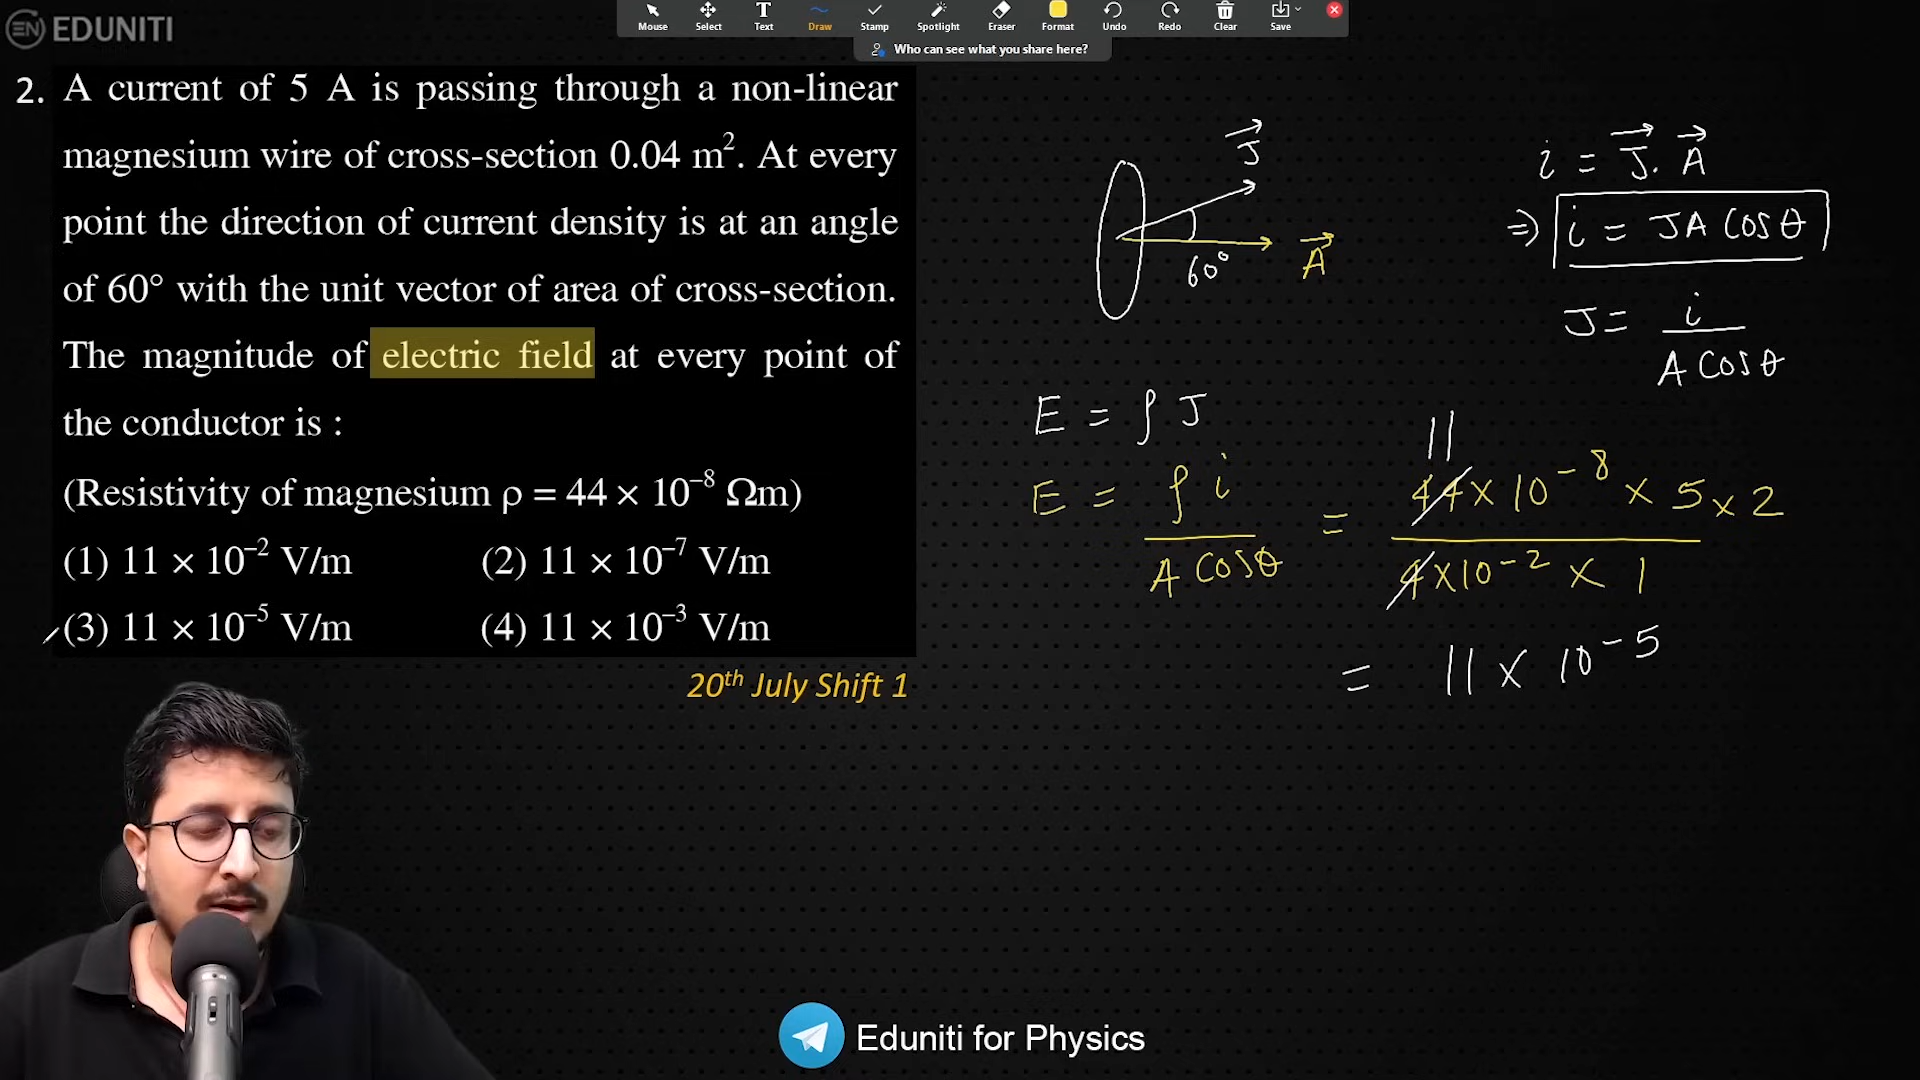 EN EDUNITI
Mouse Select Text Draw Stamp Spotlight Eraser Format Undo Redo Clear Save
Who can see what you share here?
2. A current of 5 A is passing through a non-linear
magnesium wire of cross-section 0.04 m². At every
point the direction of current density is at an angle
of 60° with the unit vector of area of cross-section.
The magnitude of electric field at every point of
the conductor is :
(Resistivity of magnesium ρ = 44 × 10⁻⁸ Ωm)
(1) 11 × 10⁻² V/m (2) 11 × 10⁻⁷ V/m
(3) 11 × 10⁻⁵ V/m (4) 11 × 10⁻³ V/m
20th July Shift 1
J⃗
60°
A⃗
i = J⃗ . A⃗
⇒ i = JA Cosθ
J = i / A Cosθ
E = ρ J
E = ρ i / A Cosθ = 44 × 10⁻⁸ × 5 × 2 / 4 × 10⁻² × 1
11
= 11 × 10⁻⁵
Eduniti for Physics